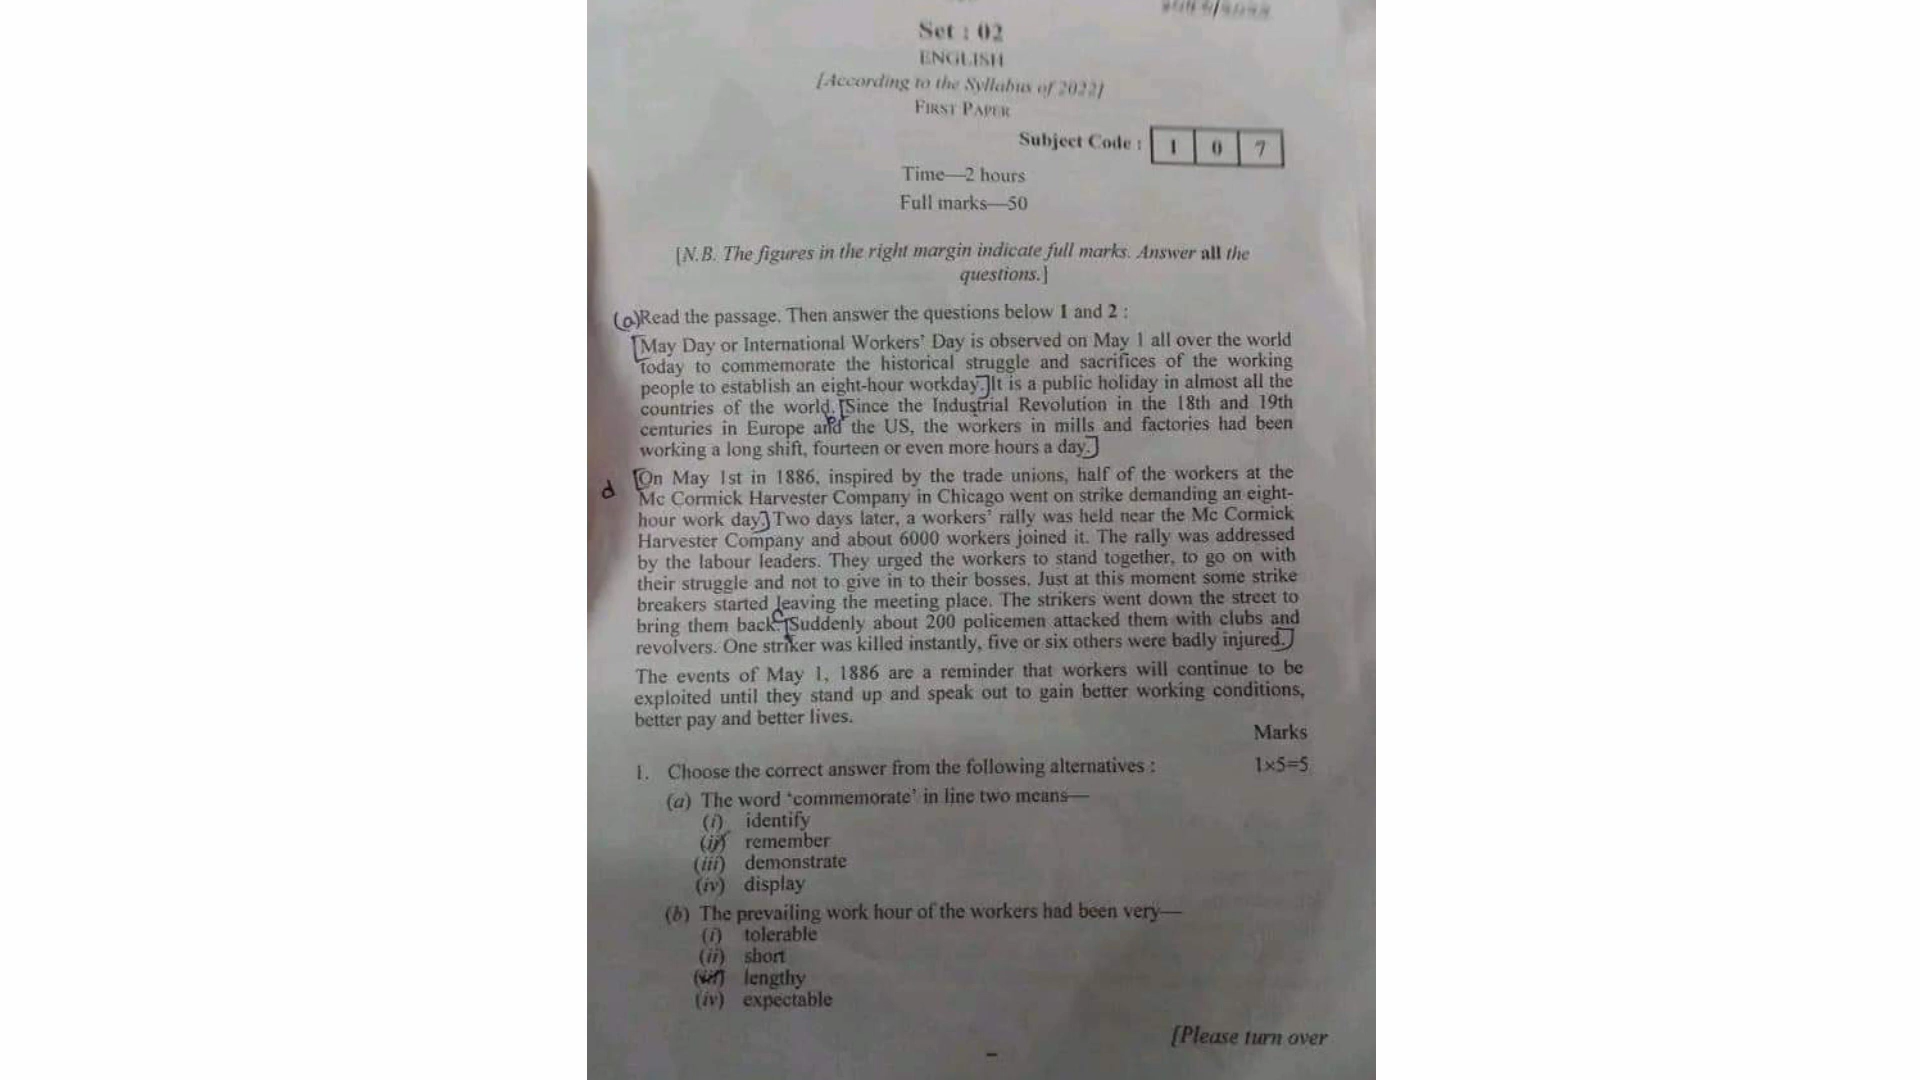 Set : 02
ENGLISH
[According to the Syllabus of 2022]
FIRST PAPER
Subject Code : 1 0 7
Time—2 hours
Full marks—50
[N.B. The figures in the right margin indicate full marks. Answer all the
questions.]
(a) Read the passage. Then answer the questions below 1 and 2 :
[May Day or International Workers' Day is observed on May 1 all over the world
today to commemorate the historical struggle and sacrifices of the working
people to establish an eight-hour workday.] It is a public holiday in almost all the
countries of the world. [Since the Industrial Revolution in the 18th and 19th
centuries in Europe and the US, the workers in mills and factories had been
working a long shift, fourteen or even more hours a day.]
d [On May 1st in 1886, inspired by the trade unions, half of the workers at the
Mc Cormick Harvester Company in Chicago went on strike demanding an eight-
hour work day.] Two days later, a workers' rally was held near the Mc Cormick
Harvester Company and about 6000 workers joined it. The rally was addressed
by the labour leaders. They urged the workers to stand together, to go on with
their struggle and not to give in to their bosses. Just at this moment some strike
breakers started leaving the meeting place. The strikers went down the street to
bring them back. c [Suddenly about 200 policemen attacked them with clubs and
revolvers. One striker was killed instantly, five or six others were badly injured.]
The events of May 1, 1886 are a reminder that workers will continue to be
exploited until they stand up and speak out to gain better working conditions,
better pay and better lives.
Marks
1. Choose the correct answer from the following alternatives : 1×5=5
(a) The word 'commemorate' in line two means—
(i) identify
(ii) remember
(iii) demonstrate
(iv) display
(b) The prevailing work hour of the workers had been very—
(i) tolerable
(ii) short
(iii) lengthy
(iv) expectable
[Please turn over